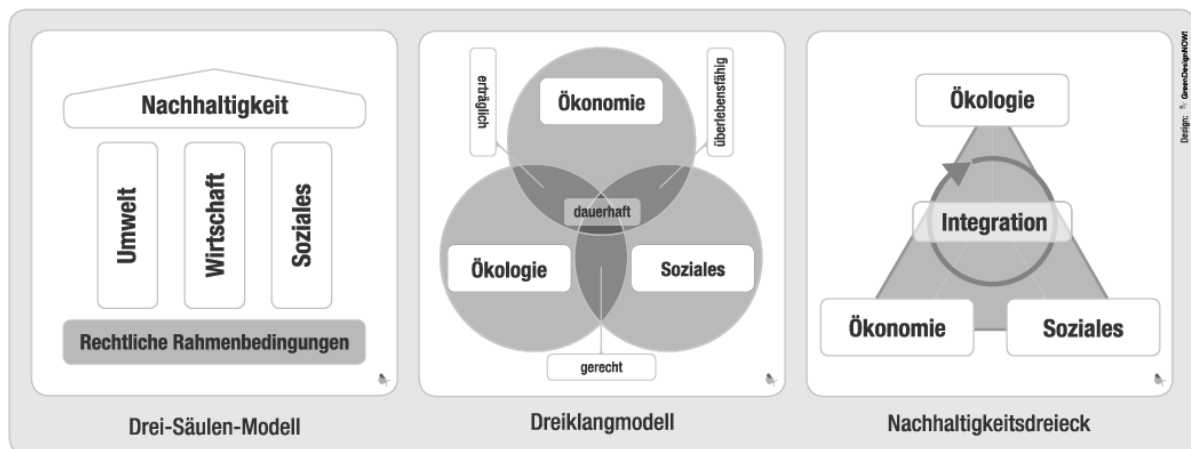 Nachhaltigkeit
Umwelt
Wirtschaft
Soziales
Rechtliche Rahmenbedingungen
Drei-Säulen-Modell
erträglich
Ökonomie
überlebensfähig
dauerhaft
Ökologie
Soziales
gerecht
Dreiklangmodell
Ökologie
Integration
Ökonomie
Soziales
Nachhaltigkeitsdreieck
Design: GreenDesignNOW!